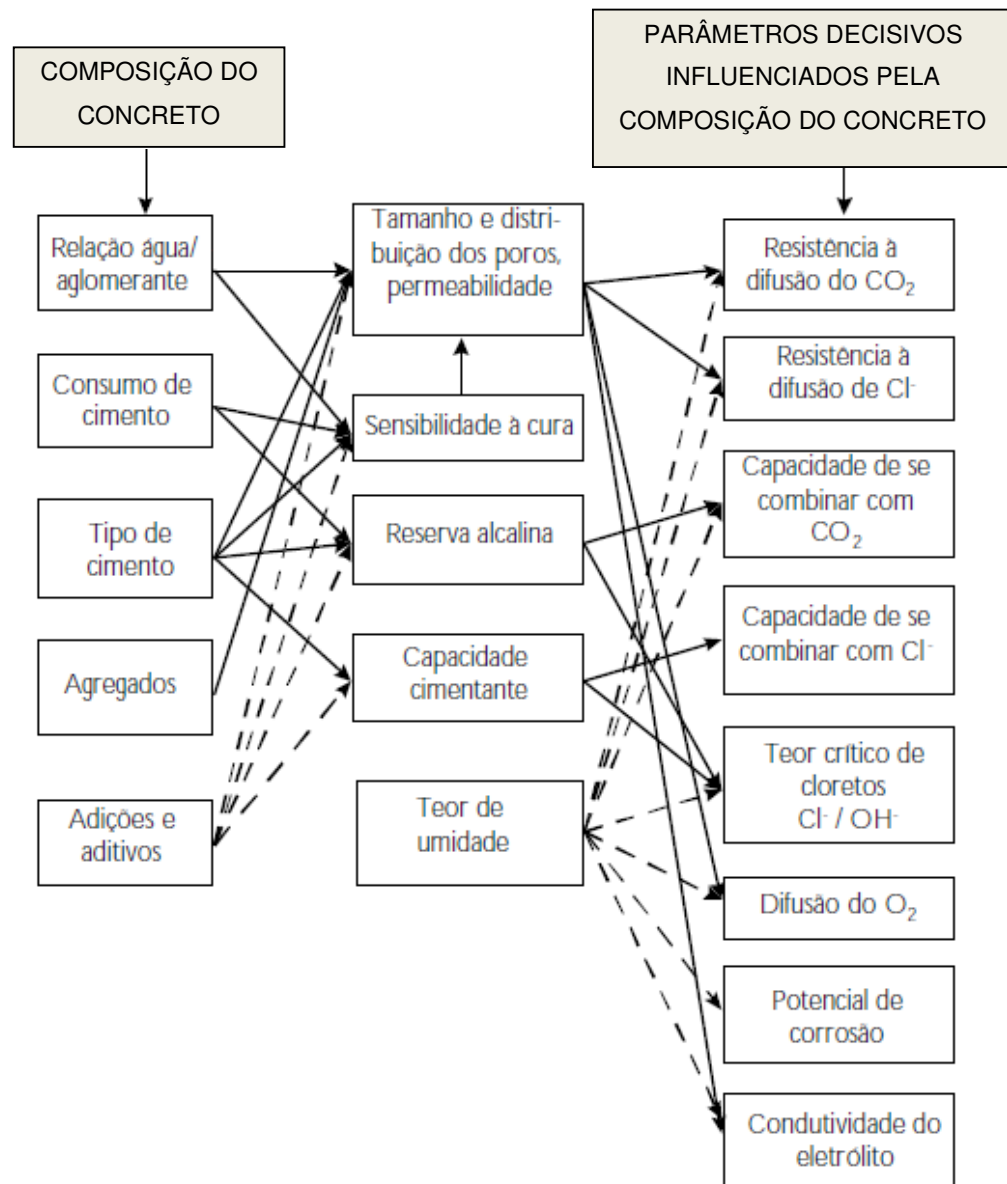 COMPOSIÇÃO DO
CONCRETO
PARÂMETROS DECISIVOS
INFLUENCIADOS PELA
COMPOSIÇÃO DO CONCRETO
Relação água/
aglomerante
Consumo de
cimento
Tipo de
cimento
Agregados
Adições e
aditivos
Tamanho e distri-
buição dos poros,
permeabilidade
Sensibilidade à cura
Reserva alcalina
Capacidade
cimentante
Teor de
umidade
Resistência à
difusão do CO₂
Resistência à
difusão de Cl⁻
Capacidade de se
combinar com
CO₂
Capacidade de se
combinar com Cl⁻
Teor crítico de
cloretos
Cl⁻ / OH⁻
Difusão do O₂
Potencial de
corrosão
Condutividade do
eletrólito